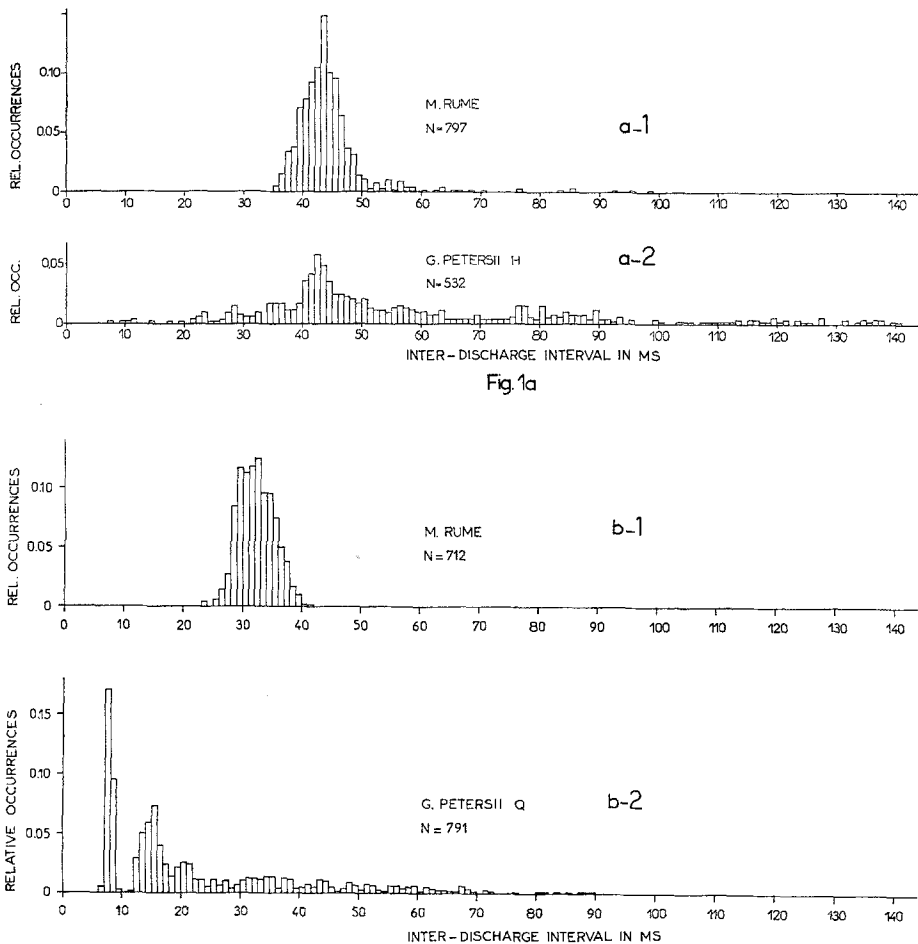 REL. OCCURRENCES
0.10
0.05
0
M. RUME
N=797
a-1
0 10 20 30 40 50 60 70 80 90 100 110 120 130 140
REL. OCC.
0.05
0
G. PETERSII H
N=532
a-2
0 10 20 30 40 50 60 70 80 90 100 110 120 130 140
INTER-DISCHARGE INTERVAL IN MS
Fig. 1a
REL. OCCURRENCES
0.10
0.05
0
M. RUME
N=712
b-1
0 10 20 30 40 50 60 70 80 90 100 110 120 130 140
RELATIVE OCCURRENCES
0.15
0.10
0.05
0
G. PETERSII Q
N=791
b-2
0 10 20 30 40 50 60 70 80 90 100 110 120 130 140
INTER-DISCHARGE INTERVAL IN MS